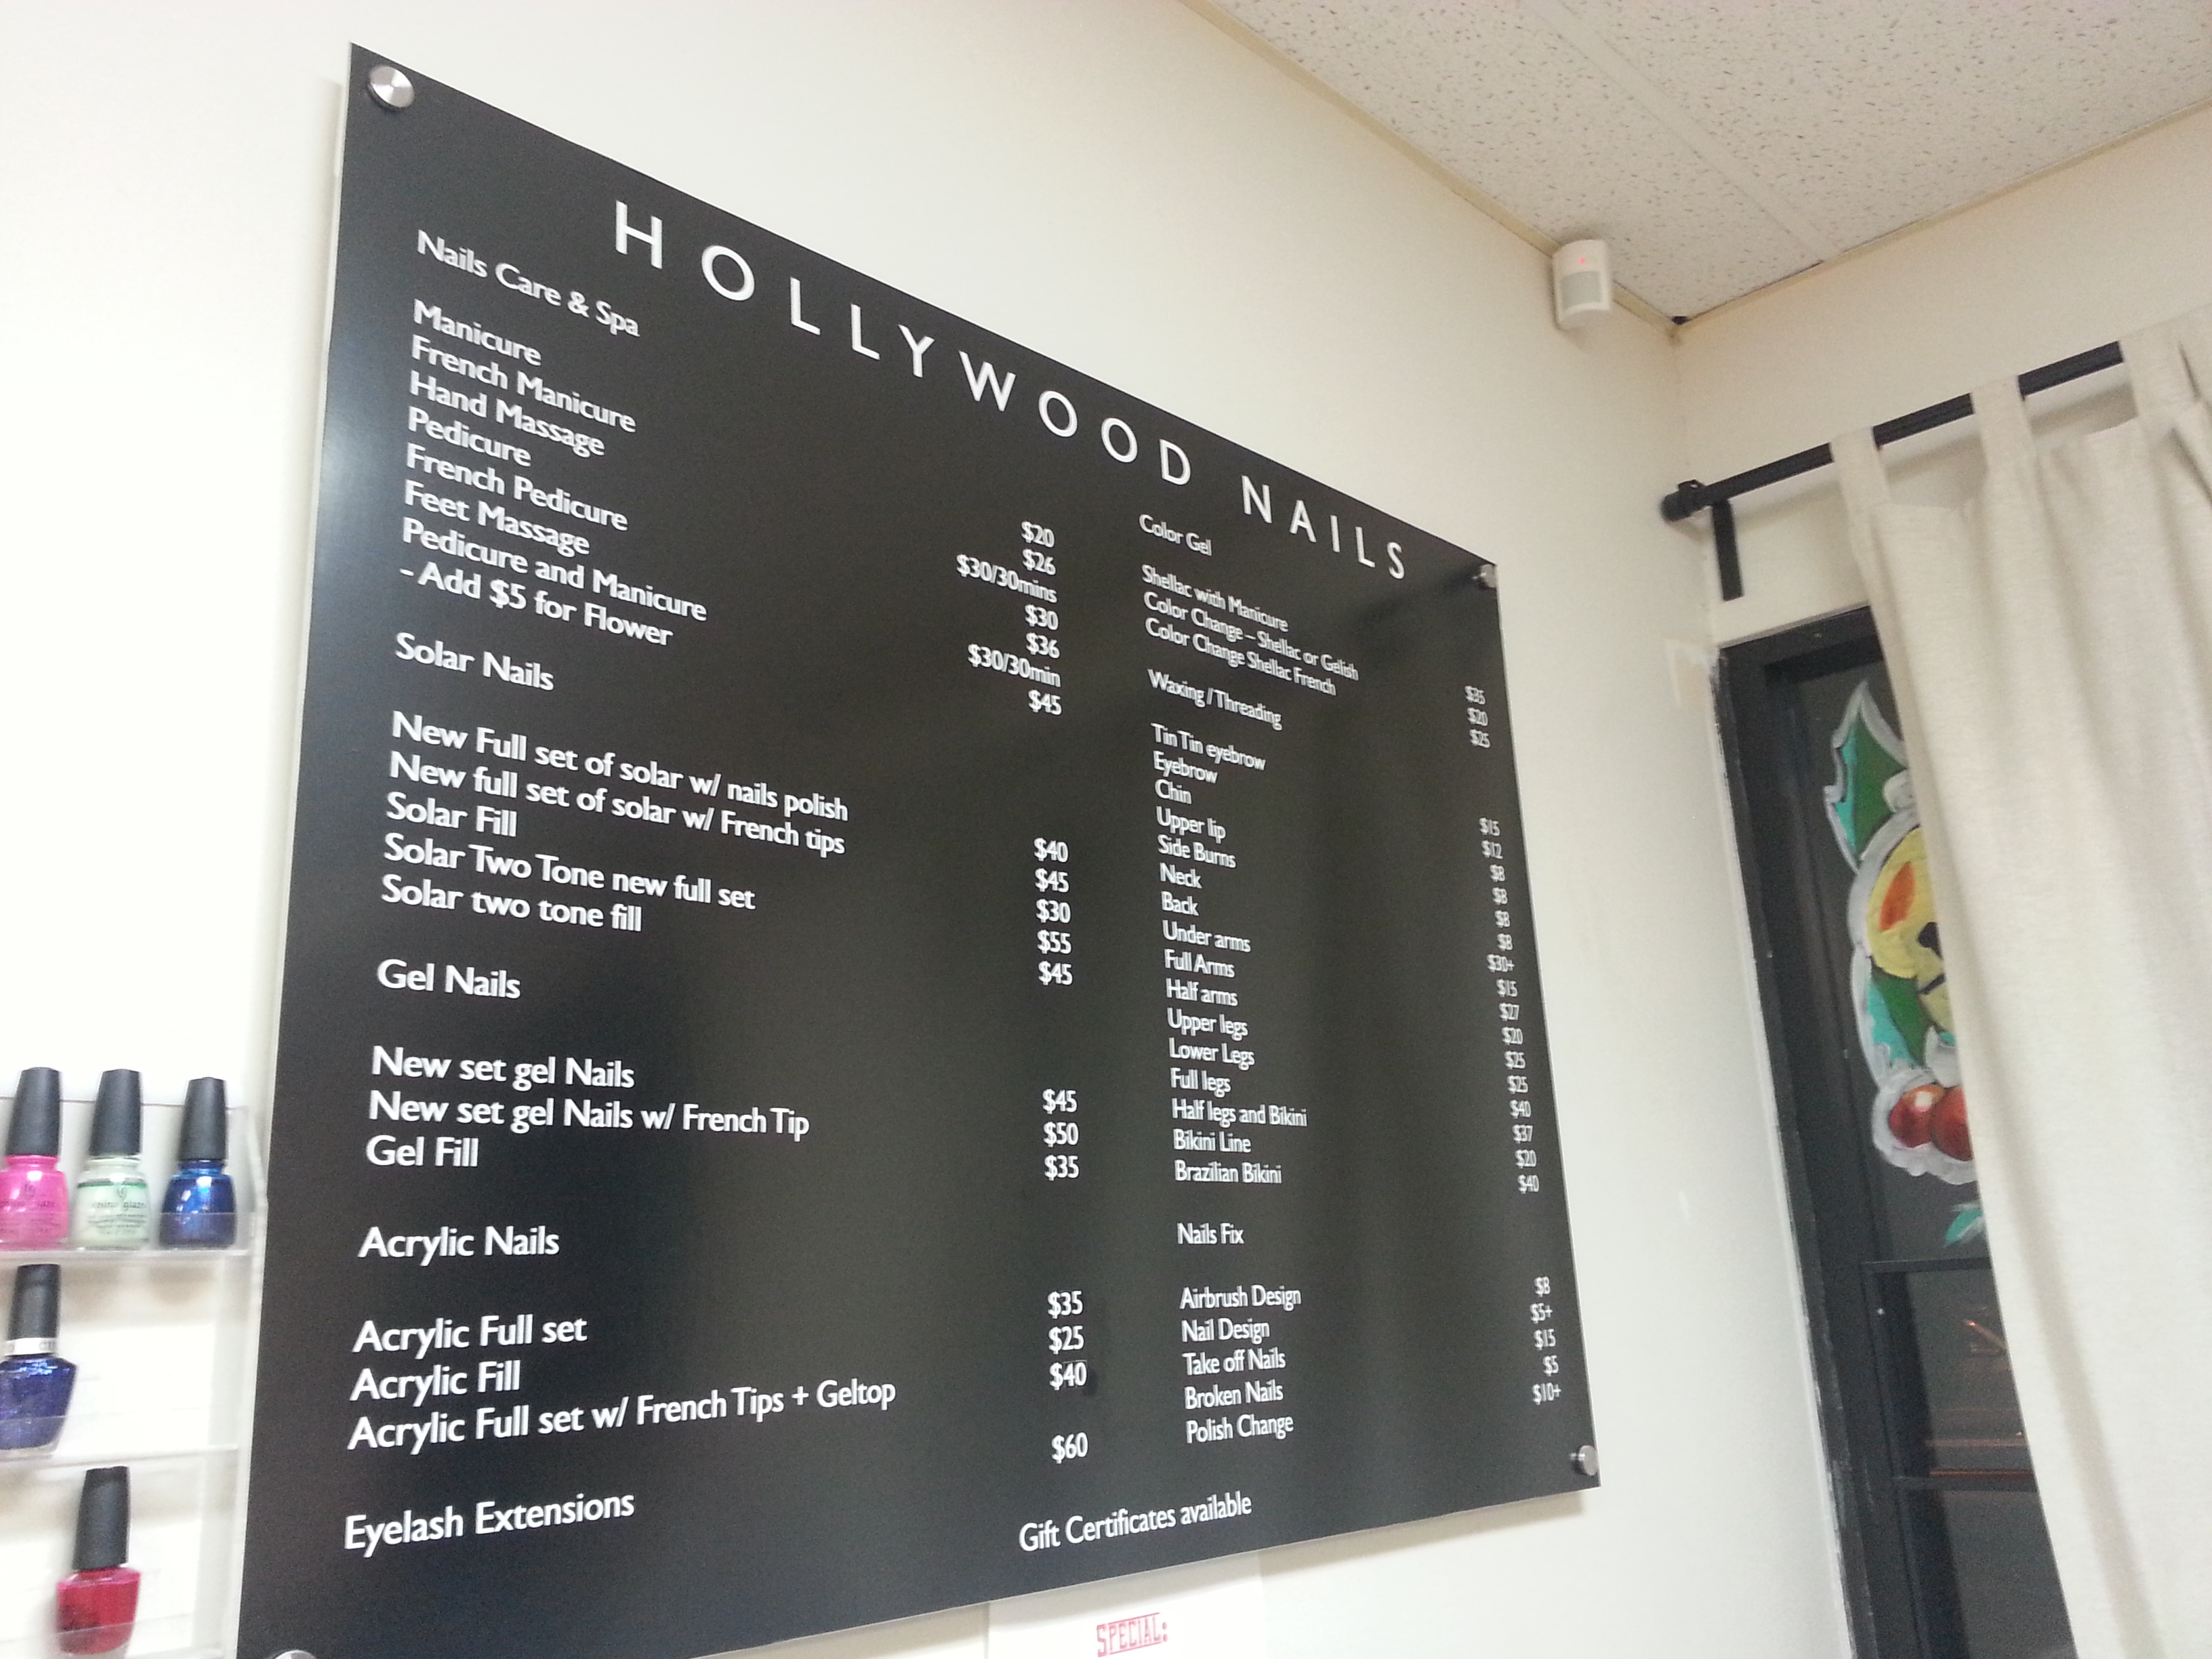 HOLLYWOOD NAILS
Nails Care & Spa
Manicure $20
French Manicure $26
Hand Massage $30/30mins
Pedicure $30
French Pedicure $36
Feet Massage $30/30min
Pedicure and Manicure $45
- Add $5 for Flower
Solar Nails
New Full set of solar w/ nails polish $40
New full set of solar w/ French tips $45
Solar Fill $30
Solar Two Tone new full set $55
Solar two tone fill $45
Gel Nails
New set gel Nails $45
New set gel Nails w/ French Tip $50
Gel Fill $35
Acrylic Nails
Acrylic Full set $35
Acrylic Fill $25
Acrylic Full set w/ French Tips + Geltop $40
Eyelash Extensions $60
Color Gel
Shellac with Manicure $35
Color Change - Shellac or Gelish $20
Color Change Shellac French $25
Waxing / Threading
Tin Tin eyebrow $15
Eyebrow $12
Chin $8
Upper lip $8
Side Burns $8
Neck $8
Back $30+
Under arms $15
Full Arms $27
Half arms $20
Upper legs $25
Lower Legs $25
Full legs $40
Half legs and Bikini $37
Bikini Line $20
Brazilian Bikini $40
Nails Fix
Airbrush Design $8
Nail Design $5+
Take off Nails $15
Broken Nails $5
Polish Change $10+
Gift Certificates available
SPECIAL: